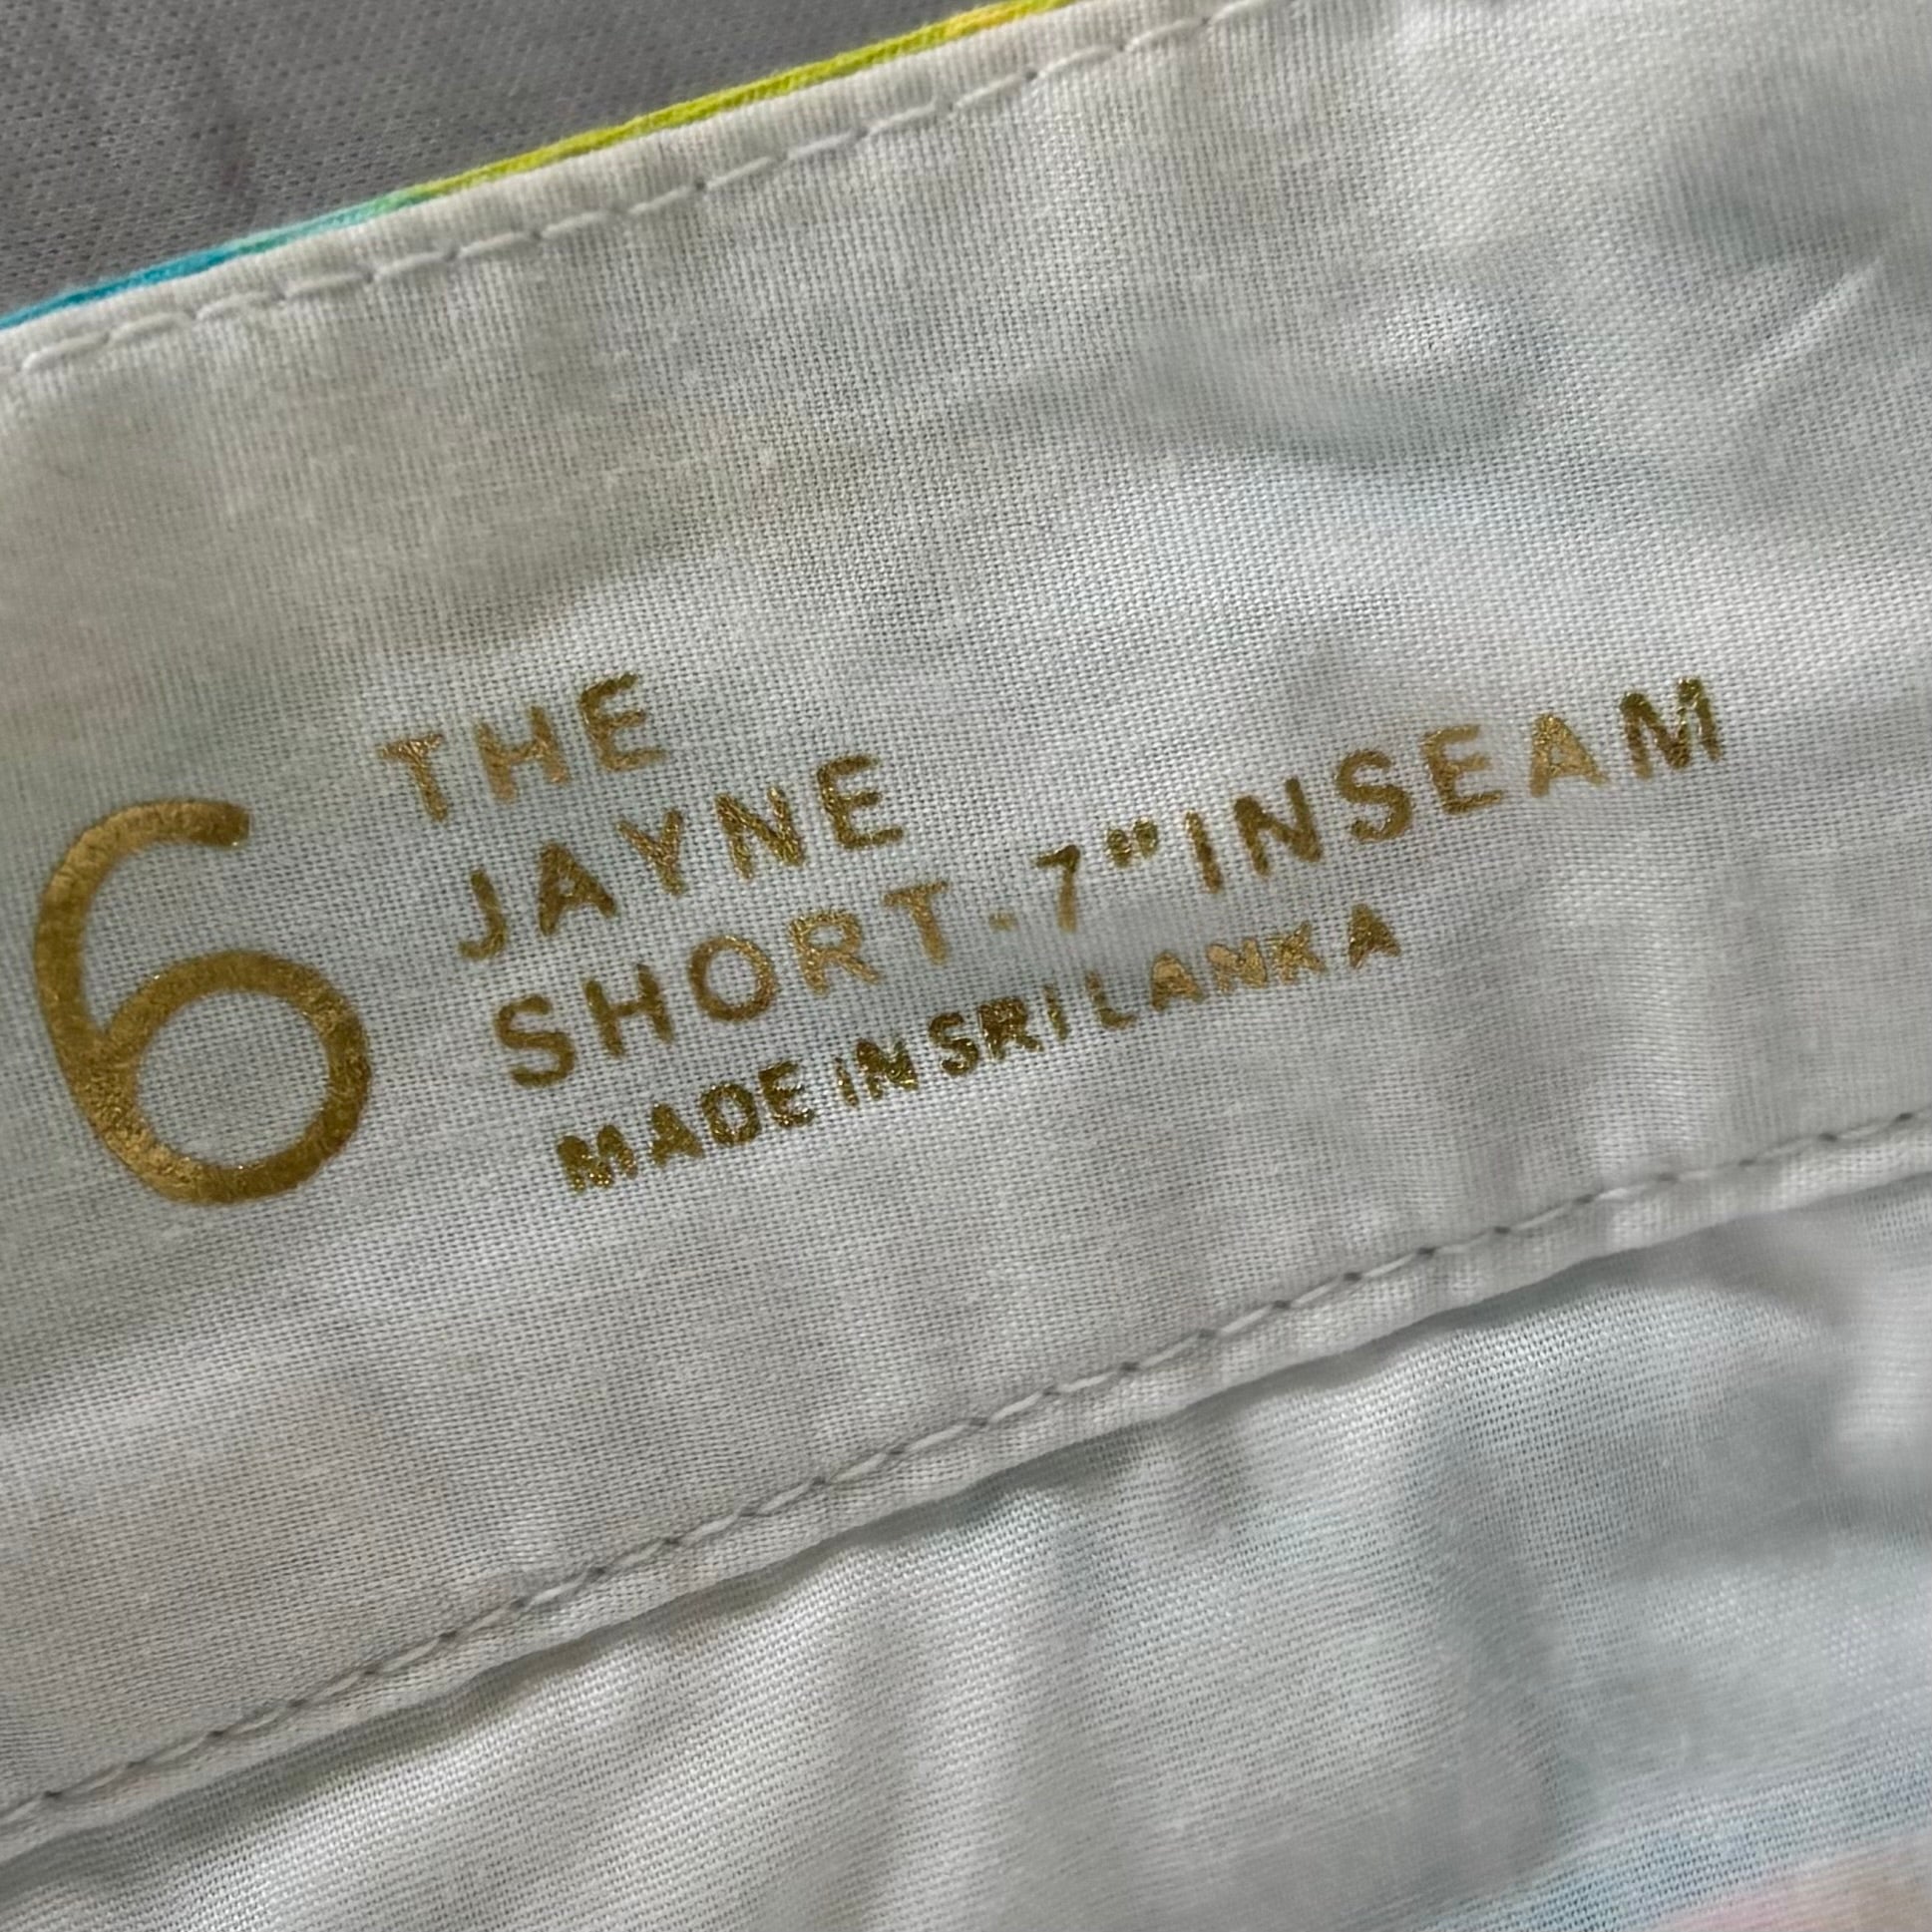 6
THE
JAYNE
SHORT-7"INSEAM
MADE IN SRI LANKA